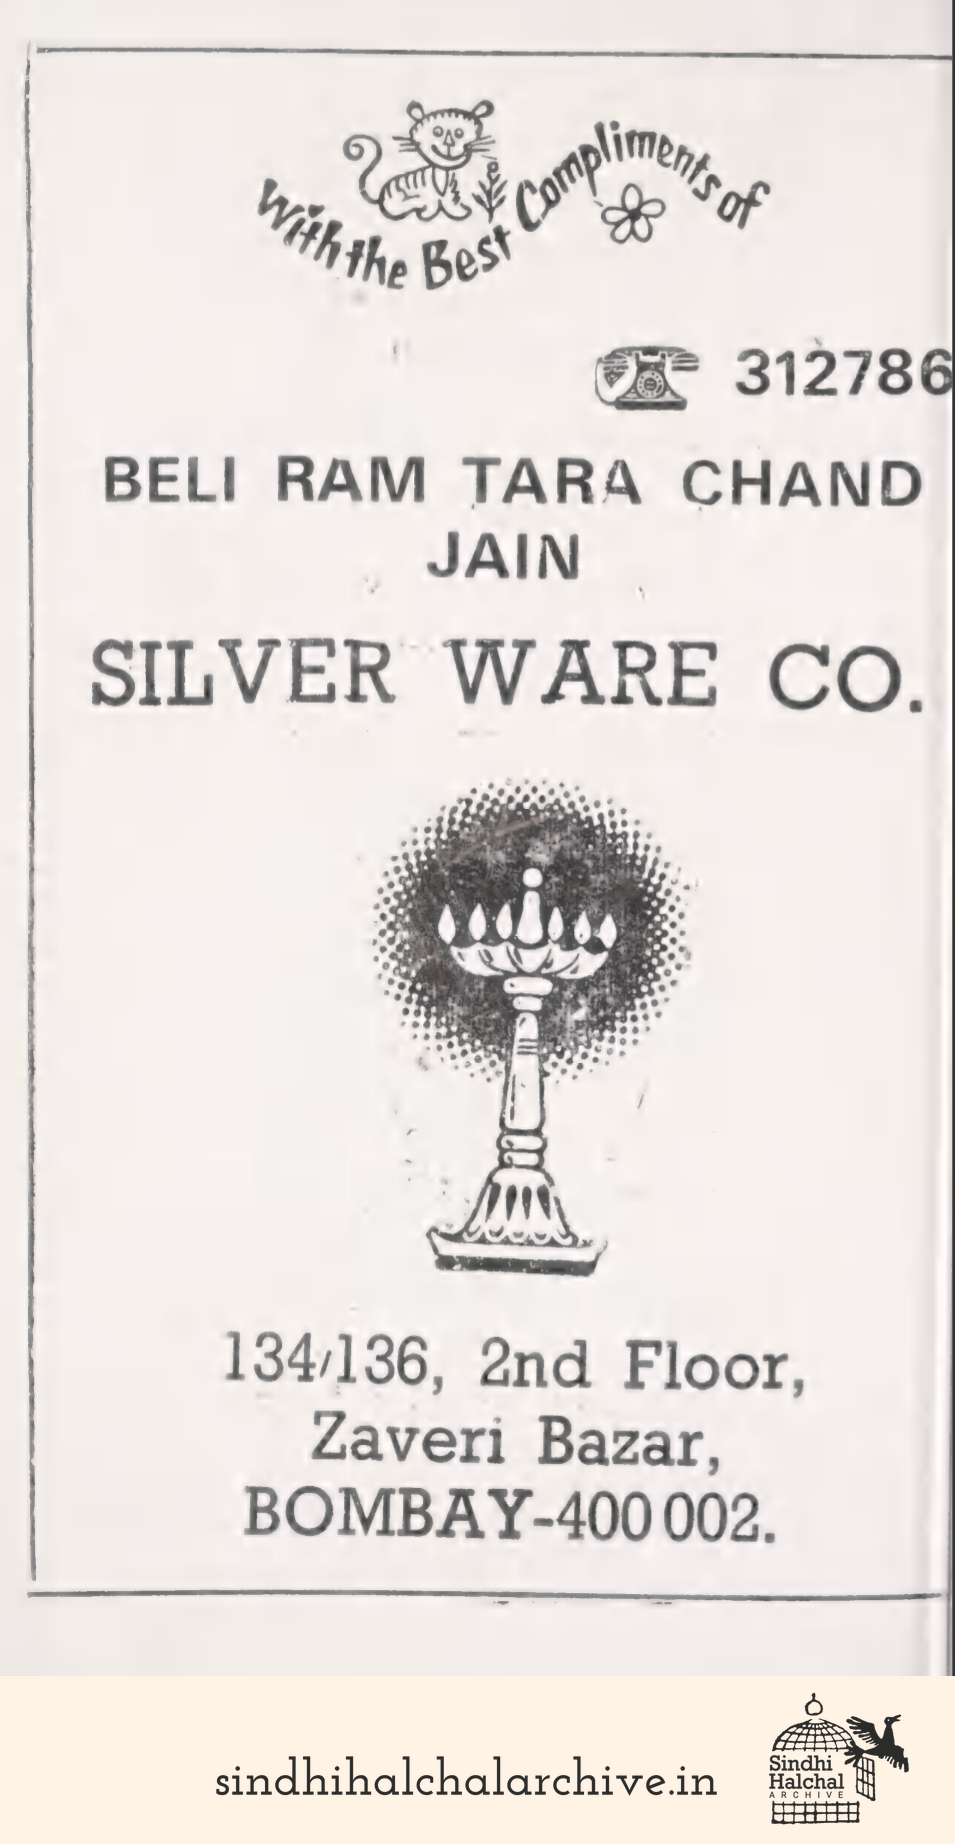 With the Best Compliments of
312786
BELI RAM TARA CHAND
JAIN
SILVER WARE CO.
134/136, 2nd Floor,
Zaveri Bazar,
BOMBAY-400 002.
sindhihalchalarchive.in
Sindhi
Halchal
ARCHIVE